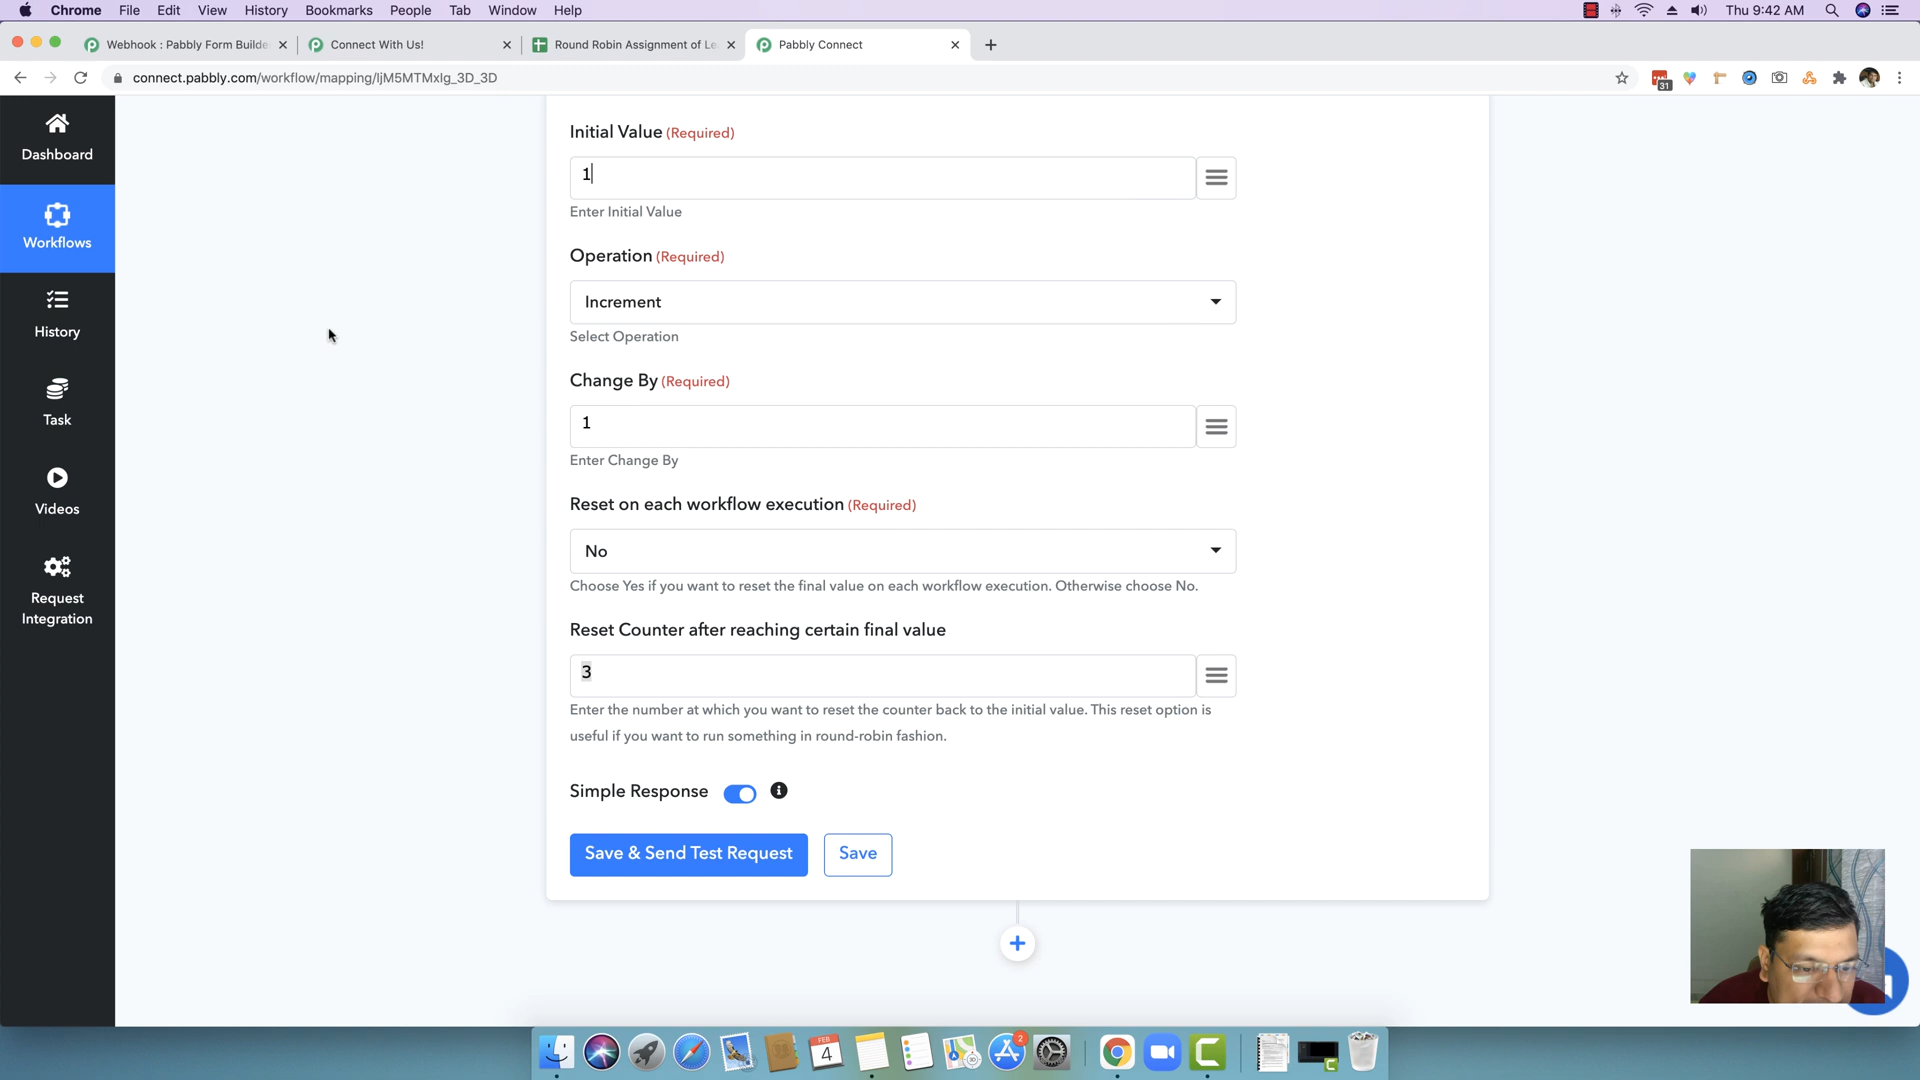 Chrome File Edit View History Bookmarks People Tab Window Help Thu 9:42 AM
Webhook : Pabbly Form Builde Connect With Us! Round Robin Assignment of Le Pabbly Connect
connect.pabbly.com/workflow/mapping/IjM5MTMxIg_3D_3D
31
Dashboard
Workflows
History
Task
Videos
Request
Integration
Initial Value (Required)
1
Enter Initial Value
Operation (Required)
Increment
Select Operation
Change By (Required)
1
Enter Change By
Reset on each workflow execution (Required)
No
Choose Yes if you want to reset the final value on each workflow execution. Otherwise choose No.
Reset Counter after reaching certain final value
3
Enter the number at which you want to reset the counter back to the initial value. This reset option is
useful if you want to run something in round-robin fashion.
Simple Response
Save & Send Test Request Save
FEB
4
2